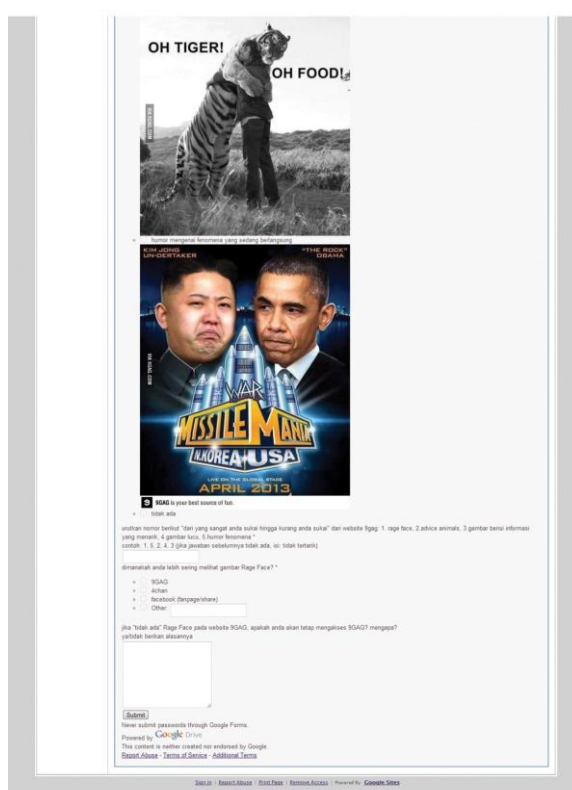 OH TIGER!
OH FOOD!
VIA 9GAG.COM
humor mengenai fenomena yang sedang berlangsung
KIM JONG UN-DERTAKER
"THE ROCK" OBAMA
VIA 9GAG.COM
WAR
MISSILE MANIA
N.KOREA USA
LIVE ON THE GLOBAL STAGE
APRIL 2013
9GAG is your best source of fun.
tidak ada
urutkan nomor berikut "dari yang sangat anda sukai hingga kurang anda sukai" dari website 9gag: 1. rage face, 2.advice animals, 3.gambar berisi informasi
yang menarik, 4.gambar lucu, 5.humor fenomena *
contoh: 1, 5, 2, 4, 3 (jika jawaban sebelumnya tidak ada, isi: tidak tertarik)
dimanakah anda lebih sering melihat gambar Rage Face? *
9GAG
4chan
facebook (fanpage/share)
Other:
jika "tidak ada" Rage Face pada website 9GAG, apakah anda akan tetap mengakses 9GAG? mengapa?
ya/tidak berikan alasannya
Submit
Never submit passwords through Google Forms.
Powered by Google Drive
This content is neither created nor endorsed by Google.
Report Abuse - Terms of Service - Additional Terms
Sign in | Report Abuse | Print Page | Remove Access | Powered By Google Sites